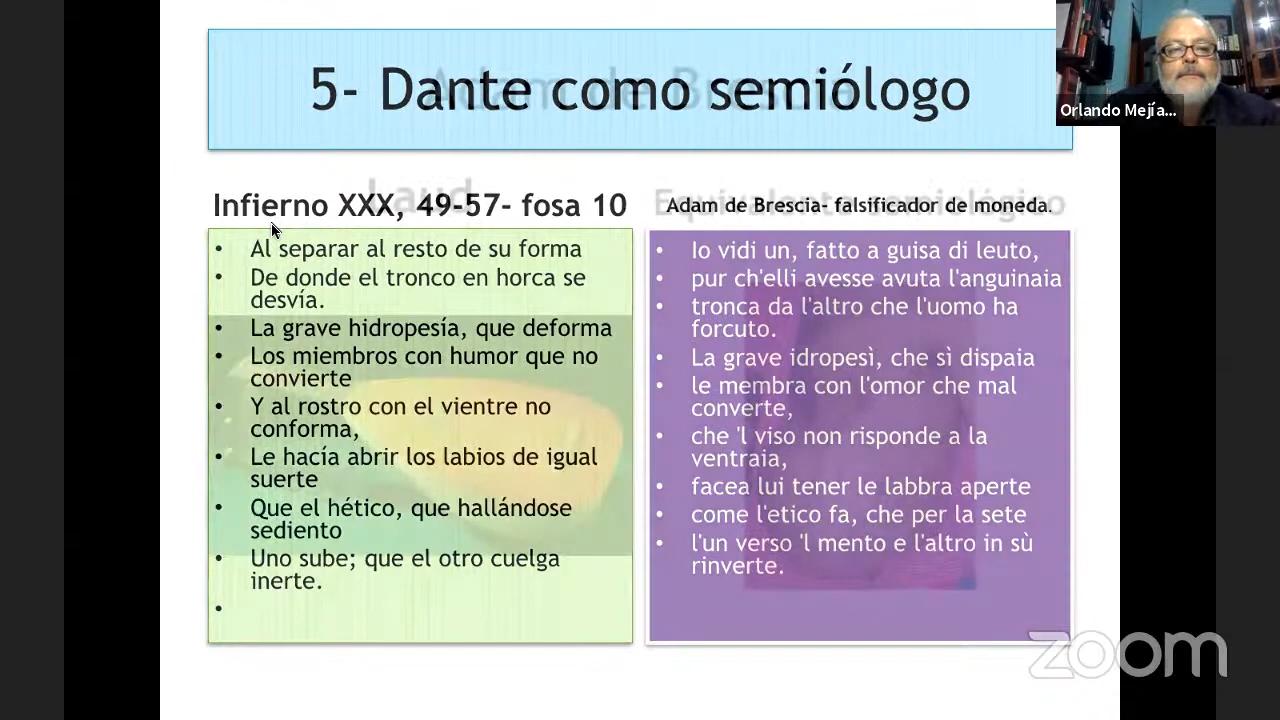 5- Dante como semiólogo
Adam de Brescia
Orlando Mejía...
Laud
Infierno XXX, 49-57- fosa 10
Equivalente semiológico
Adam de Brescia- falsificador de moneda.
• Al separar al resto de su forma
• De donde el tronco en horca se
desvía.
• La grave hidropesía, que deforma
• Los miembros con humor que no
convierte
• Y al rostro con el vientre no
conforma,
• Le hacía abrir los labios de igual
suerte
• Que el hético, que hallándose
sediento
• Uno sube; que el otro cuelga
inerte.
•
• Io vidi un, fatto a guisa di leuto,
• pur ch'elli avesse avuta l'anguinaia
• tronca da l'altro che l'uomo ha
forcuto.
• La grave idropesì, che sì dispaia
• le membra con l'omor che mal
converte,
• che 'l viso non risponde a la
ventraia,
• facea lui tener le labbra aperte
• come l'etico fa, che per la sete
• l'un verso 'l mento e l'altro in sù
rinverte.
zoom